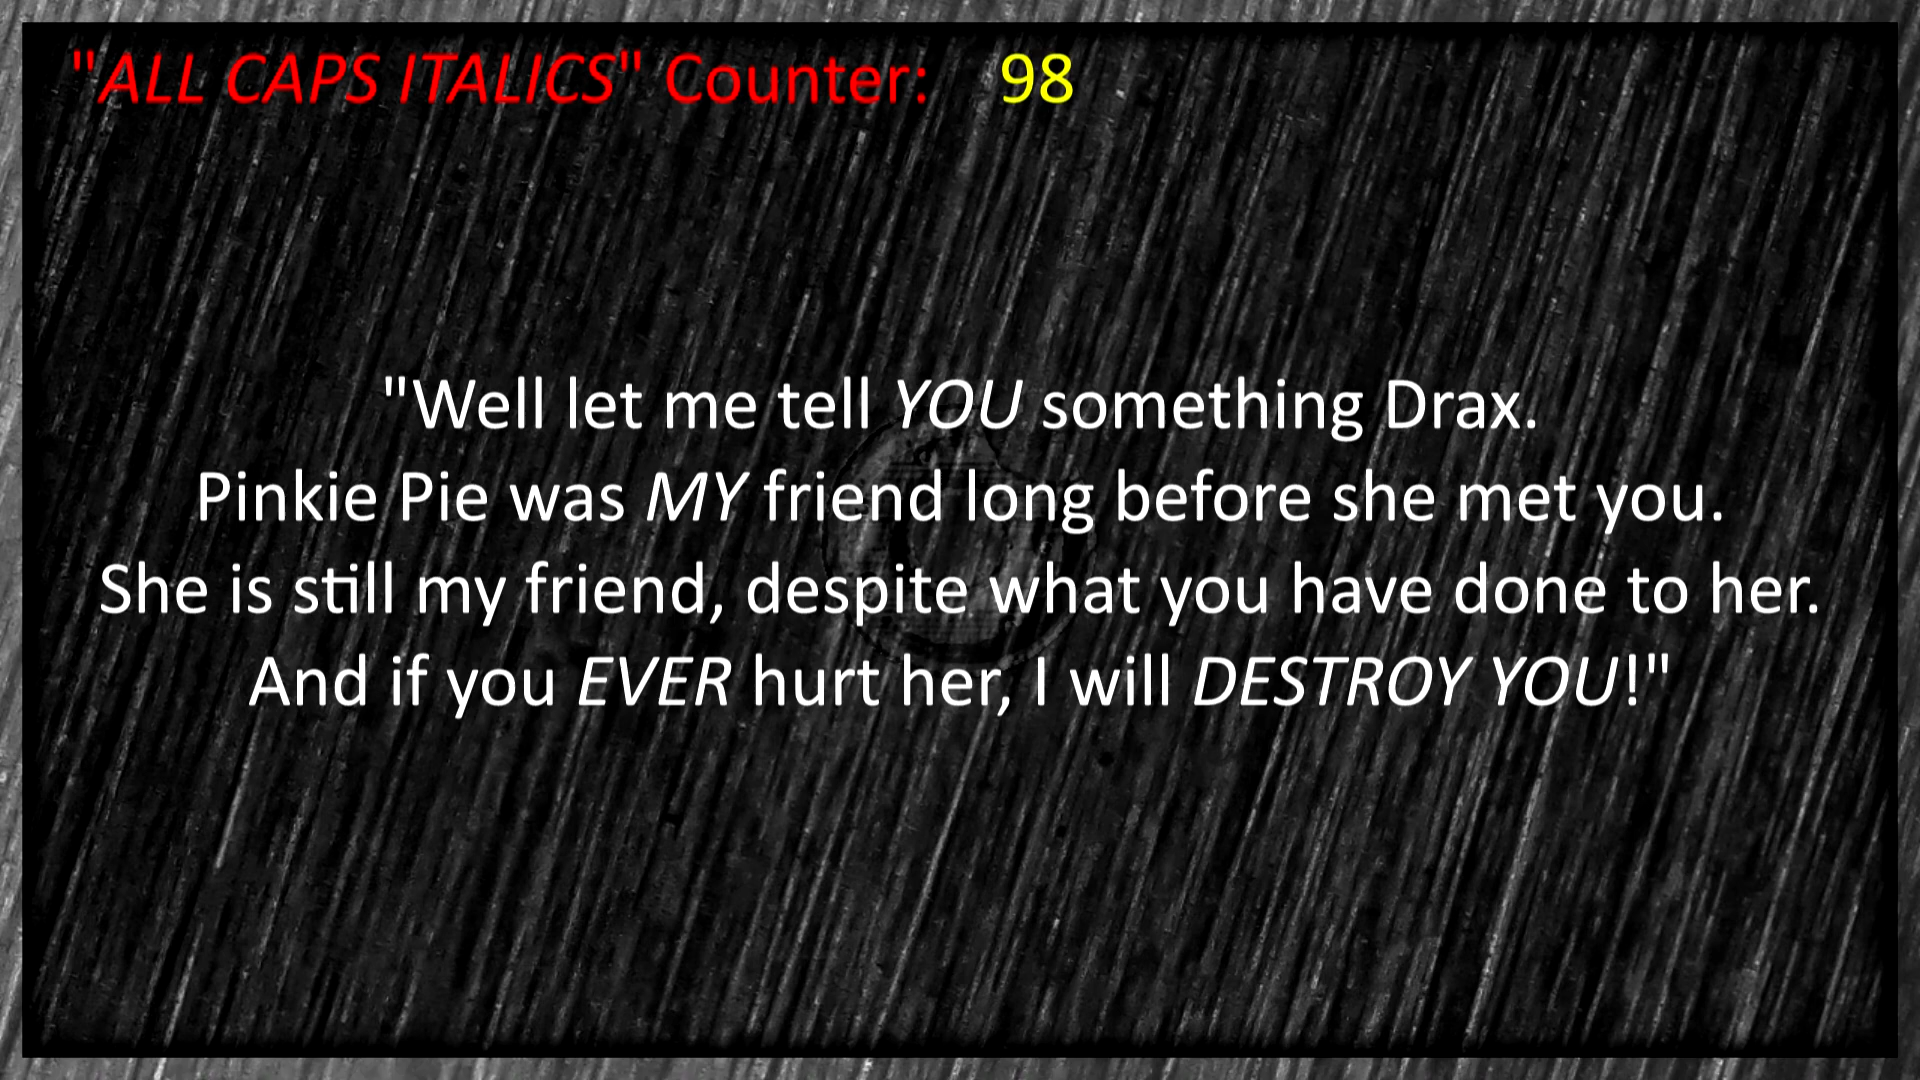 "ALL CAPS ITALICS" Counter: 98
"Well let me tell YOU something Drax.
Pinkie Pie was MY friend long before she met you.
She is still my friend, despite what you have done to her.
And if you EVER hurt her, I will DESTROY YOU!"